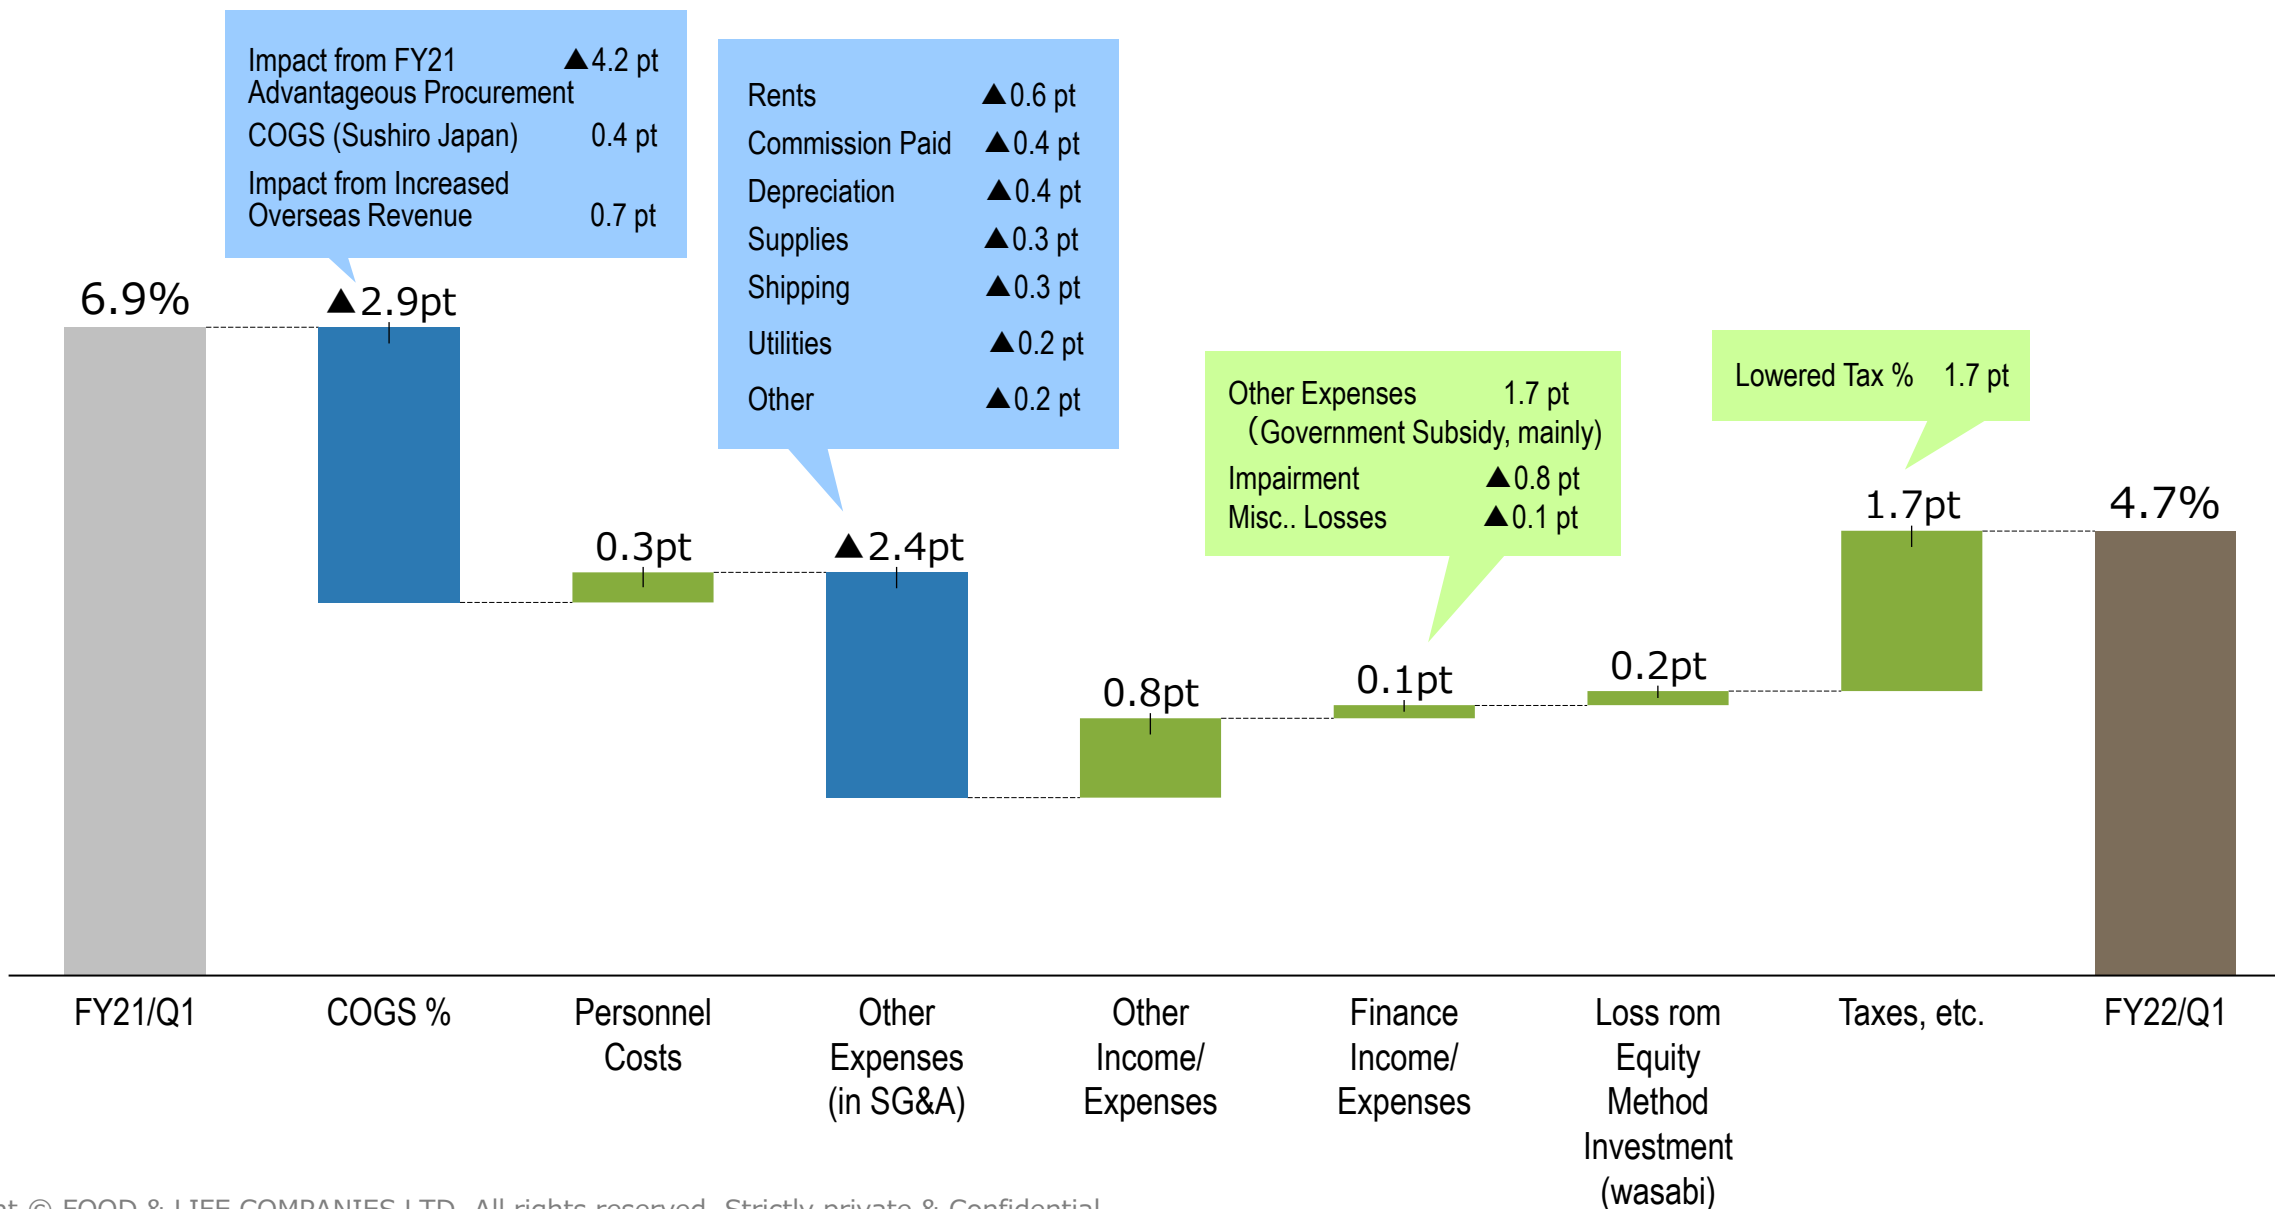 Impact from FY21 ▲4.2 pt
Advantageous Procurement
COGS (Sushiro Japan) 0.4 pt
Impact from Increased
Overseas Revenue 0.7 pt
Rents ▲0.6 pt
Commission Paid ▲0.4 pt
Depreciation ▲0.4 pt
Supplies ▲0.3 pt
Shipping ▲0.3 pt
Utilities ▲0.2 pt
Other ▲0.2 pt
Other Expenses 1.7 pt
（Government Subsidy, mainly)
Impairment ▲0.8 pt
Misc.. Losses ▲0.1 pt
Lowered Tax % 1.7 pt
6.9%
▲2.9pt
0.3pt
▲2.4pt
0.8pt
0.1pt
0.2pt
1.7pt
4.7%
FY21/Q1
COGS %
Personnel
Costs
Other
Expenses
(in SG&A)
Other
Income/
Expenses
Finance
Income/
Expenses
Loss rom
Equity
Method
Investment
(wasabi)
Taxes, etc.
FY22/Q1
© FOOD & LIFE COMPANIES LTD. All rights reserved. Strictly private & Confidential